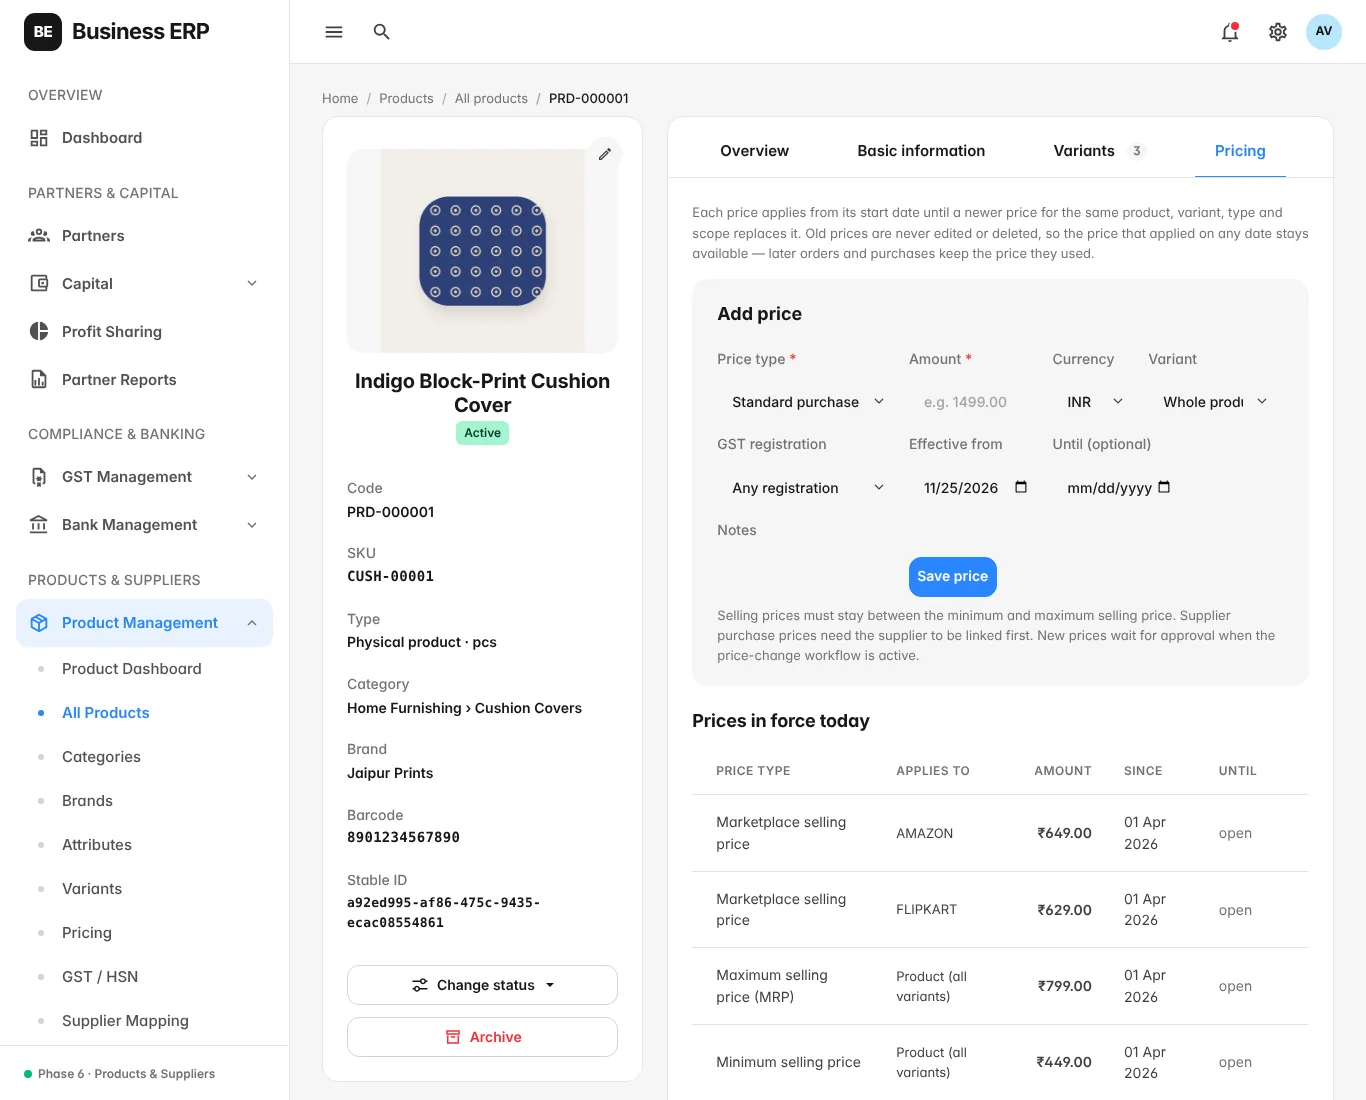 BE Business ERP
OVERVIEW
Dashboard
PARTNERS & CAPITAL
Partners
Capital
Profit Sharing
Partner Reports
COMPLIANCE & BANKING
GST Management
Bank Management
PRODUCTS & SUPPLIERS
Product Management
Product Dashboard
All Products
Categories
Brands
Attributes
Variants
Pricing
GST / HSN
Supplier Mapping
Phase 6 · Products & Suppliers
AV
Home / Products / All products / PRD-000001
Indigo Block-Print Cushion
Cover
Active
Code
PRD-000001
SKU
CUSH-00001
Type
Physical product · pcs
Category
Home Furnishing › Cushion Covers
Brand
Jaipur Prints
Barcode
8901234567890
Stable ID
a92ed995-af86-475c-9435-
ecac08554861
Change status
Archive
Overview Basic information Variants 3 Pricing
Each price applies from its start date until a newer price for the same product, variant, type and
scope replaces it. Old prices are never edited or deleted, so the price that applied on any date stays
available — later orders and purchases keep the price they used.
Add price
Price type * Amount * Currency Variant
Standard purchase e.g. 1499.00 INR Whole produ
GST registration Effective from Until (optional)
Any registration 11/25/2026 mm/dd/yyyy
Notes
Save price
Selling prices must stay between the minimum and maximum selling price. Supplier
purchase prices need the supplier to be linked first. New prices wait for approval when the
price-change workflow is active.
Prices in force today
PRICE TYPE APPLIES TO AMOUNT SINCE UNTIL
Marketplace selling
price
AMAZON ₹649.00
01 Apr
2026
open
Marketplace selling
price
FLIPKART ₹629.00
01 Apr
2026
open
Maximum selling
price (MRP)
Product (all
variants)
₹799.00
01 Apr
2026
open
Minimum selling price
Product (all
variants)
₹449.00
01 Apr
2026
open